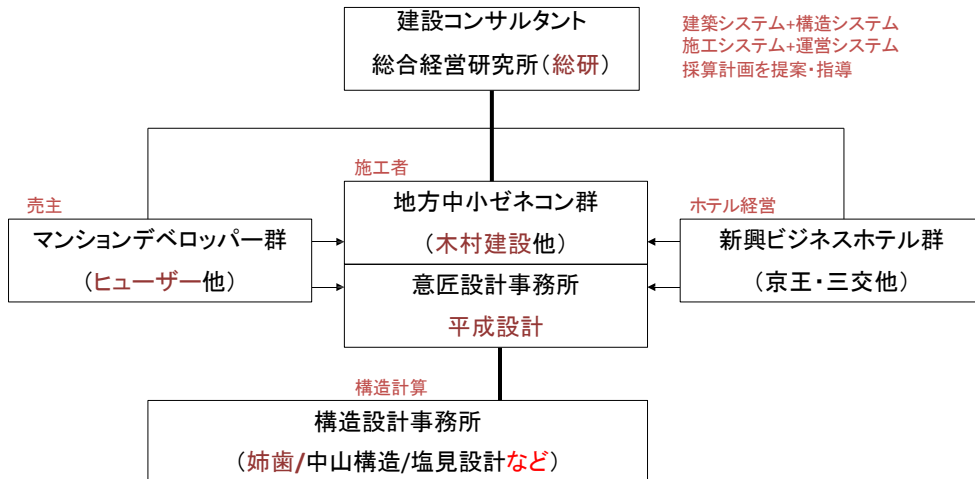 建設コンサルタント
総合経営研究所(総研)
建築システム+構造システム
施工システム+運営システム
採算計画を提案・指導
施工者
売主
ホテル経営
マンションデベロッパー群
(ヒューザー他)
地方中小ゼネコン群
(木村建設他)
意匠設計事務所
平成設計
新興ビジネスホテル群
(京王・三交他)
構造計算
構造設計事務所
(姉歯/中山構造/塩見設計など)